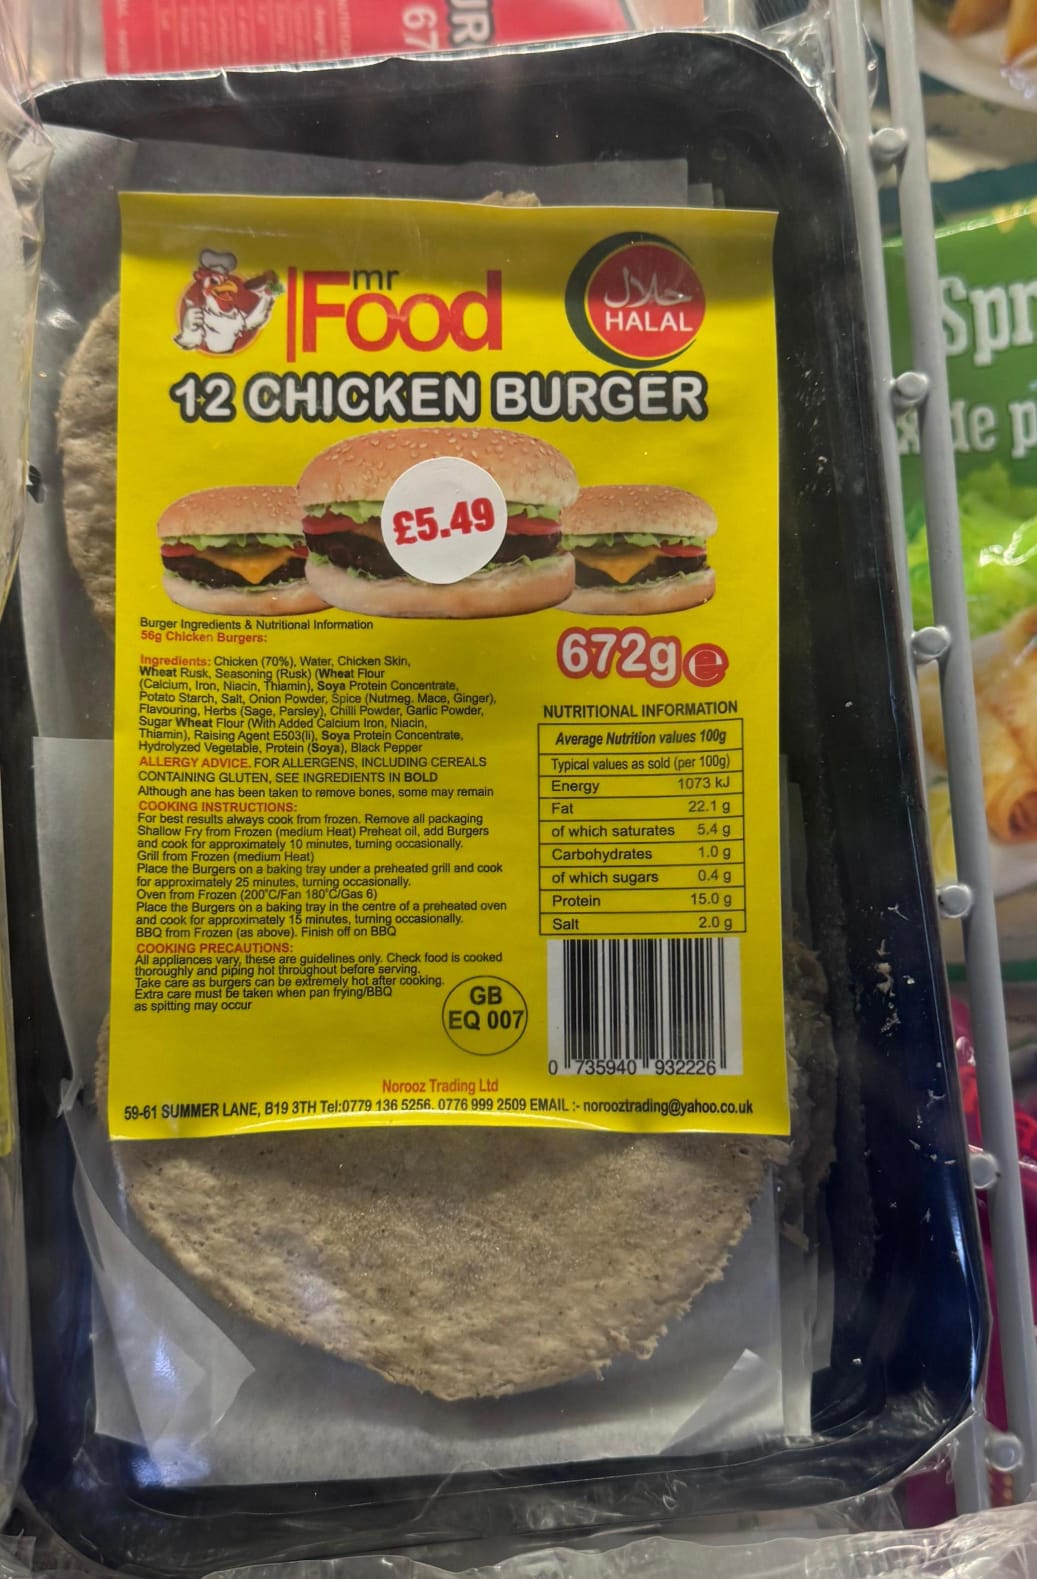 UR
67
mr
Food
حلال
HALAL
12 CHICKEN BURGER
£5.49
Burger Ingredients & Nutritional Information
56g Chicken Burgers:
Ingredients: Chicken (70%), Water, Chicken Skin,
Wheat Rusk, Seasoning (Rusk) (Wheat Flour
(Calcium, Iron, Niacin, Thiamin), Soya Protein Concentrate,
Potato Starch, Salt, Onion Powder, Spice (Nutmeg. Mace, Ginger),
Flavouring, Herbs (Sage, Parsley), Chilli Powder, Garlic Powder,
Sugar Wheat Flour (With Added Calcium Iron, Niacin,
Thiamin), Raising Agent E503(Ii), Soya Protein Concentrate,
Hydrolyzed Vegetable, Protein (Soya), Black Pepper
ALLERGY ADVICE. FOR ALLERGENS, INCLUDING CEREALS
CONTAINING GLUTEN, SEE INGREDIENTS IN BOLD
Although ane has been taken to remove bones, some may remain
COOKING INSTRUCTIONS:
For best results always cook from frozen. Remove all packaging
Shallow Fry from Frozen (medium Heat) Preheat oil, add Burgers
and cook for approximately 10 minutes, turning occasionally.
Grill from Frozen (medium Heat)
Place the Burgers on a baking tray under a preheated grill and cook
for approximately 25 minutes, turning occasionally.
Oven from Frozen (200°C/Fan 180°C/Gas 6)
Place the Burgers on a baking tray in the centre of a preheated oven
and cook for approximately 15 minutes, turning occasionally.
BBQ from Frozen (as above). Finish off on BBQ
COOKING PRECAUTIONS:
All appliances vary, these are guidelines only. Check food is cooked
thoroughly and piping hot throughout before serving.
Take care as burgers can be extremely hot after cooking.
Extra care must be taken when pan frying/BBQ
as spitting may occur
GB
EQ 007
672g e
NUTRITIONAL INFORMATION
Average Nutrition values 100g
Typical values as sold (per 100g)
Energy 1073 kJ
Fat 22.1 g
of which saturates 5.4 g
Carbohydrates 1.0 g
of which sugars 0.4 g
Protein 15.0 g
Salt 2.0 g
0 735940 932226
Norooz Trading Ltd
59-61 SUMMER LANE, B19 3TH Tel:0779 136 5256. 0776 999 2509 EMAIL :- norooztrading@yahoo.co.uk
Spr
de p